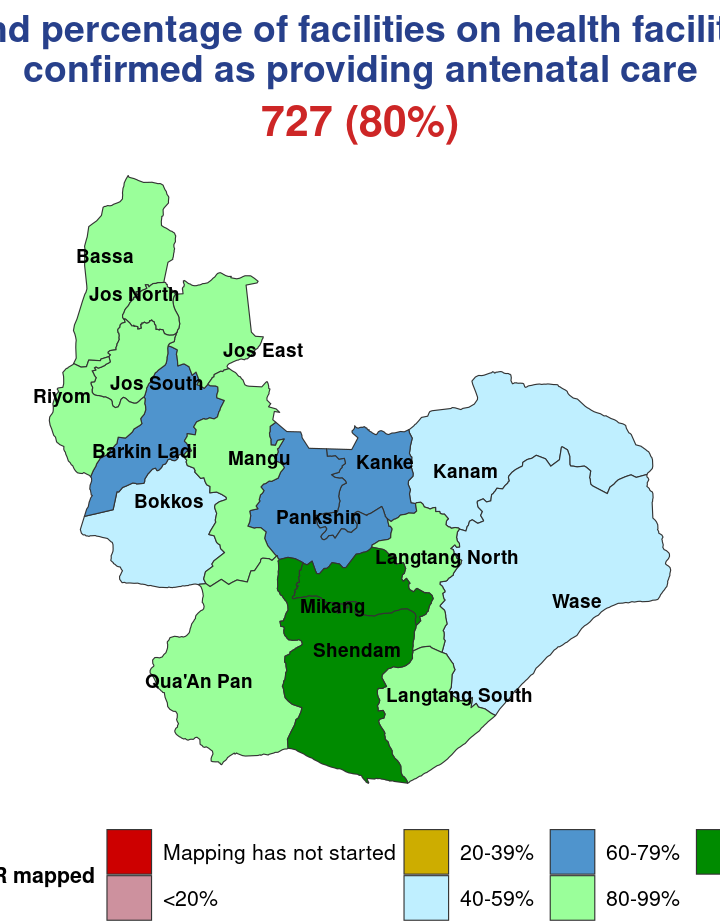 percentage of facilities on health
confirmed as providing antenatal care
727 (80%)
Bassa
Jos North
Jos East
Riyom
Jos South
Barkin Ladi
Mangu
Kanke
Kanam
Bokkos
Pankshin
Langtang North
Mikang
Wase
Shendam
Qua'An Pan
Langtang South
Mapping has not started
20-39%
60-79%
mapped
<20%
40-59%
80-99%